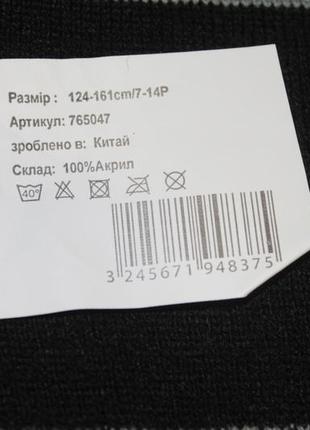 Размір : 124-161cm/7-14Р
Артикул: 765047
зроблено в: Китай
Склад: 100%Акрил
40°
3 245671 948375